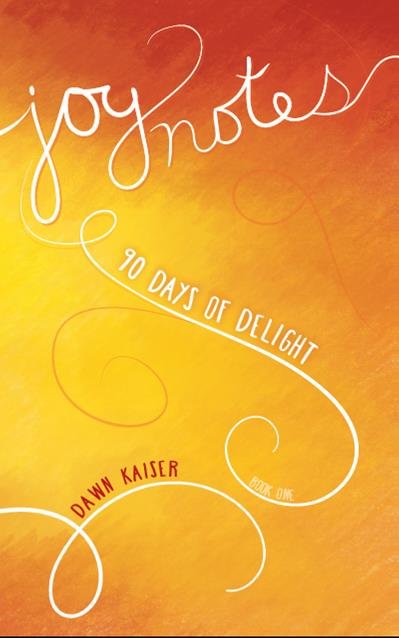 joy notes
90 DAYS OF DELIGHT
BOOK ONE
DAWN KAISER